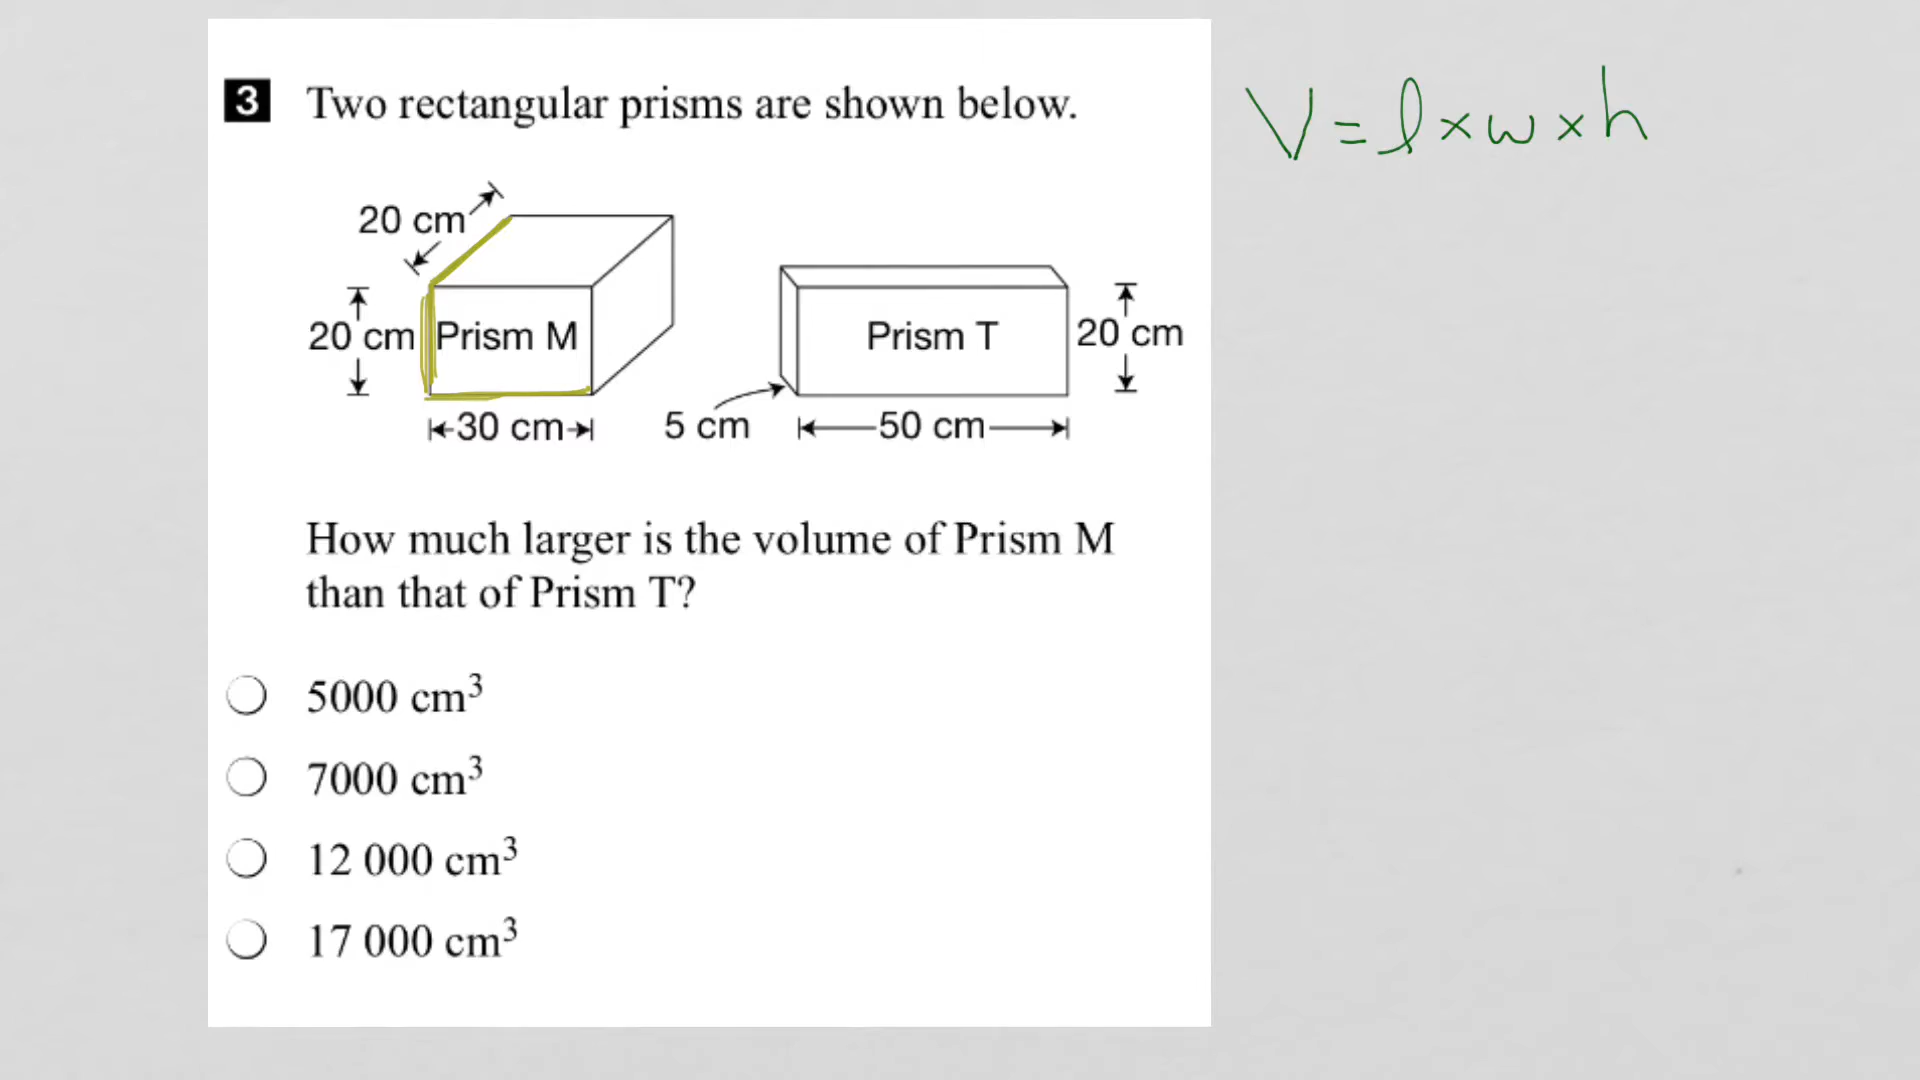 3 Two rectangular prisms are shown below.
V = l x w x h
20 cm
20 cm Prism M
30 cm
Prism T 20 cm
5 cm 50 cm
How much larger is the volume of Prism M
than that of Prism T?
5000 cm³
7000 cm³
12 000 cm³
17 000 cm³